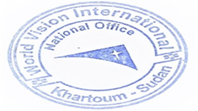 World Vision International
National Office
Khartoum - Sudan